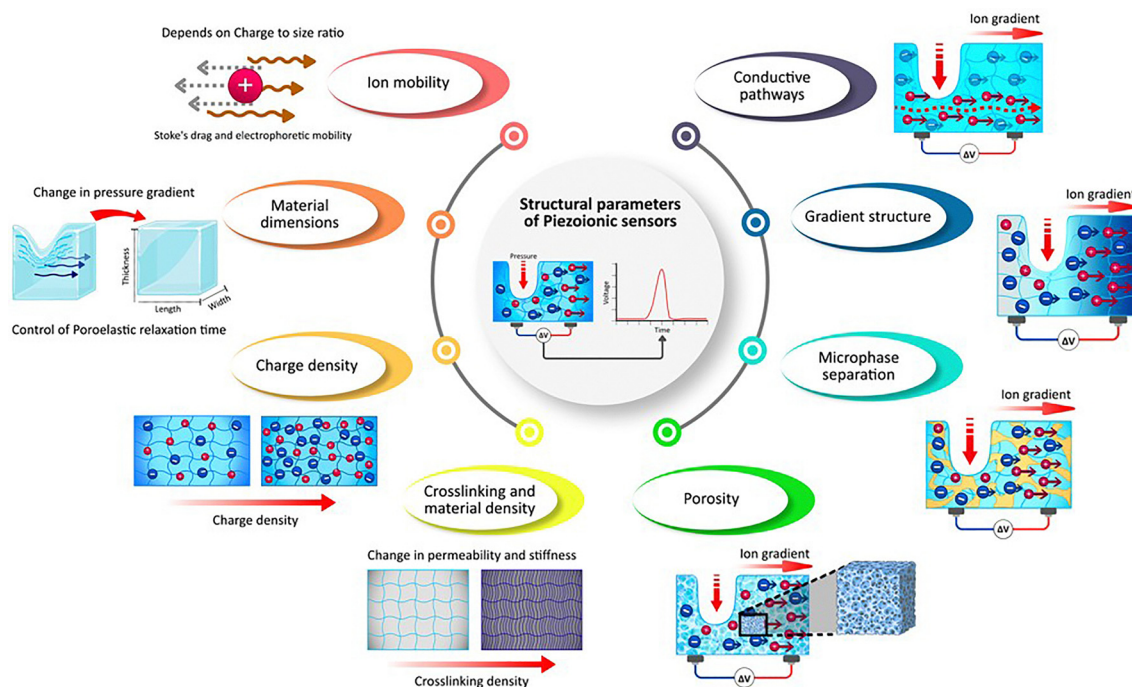 Depends on Charge to size ratio
+
Stoke's drag and electrophoretic mobility
Ion mobility
Change in pressure gradient
Thickness
Length
Width
Control of Poroelastic relaxation time
Material
dimensions
Charge density
Charge density
Crosslinking and
material density
Change in permeability and stiffness
Crosslinking density
Structural parameters
of Piezoionic sensors
Pressure
ΔV
Voltage
Time
Conductive
pathways
Ion gradient
ΔV
Gradient structure
Ion gradient
ΔV
Microphase
separation
Ion gradient
ΔV
Porosity
Ion gradient
ΔV